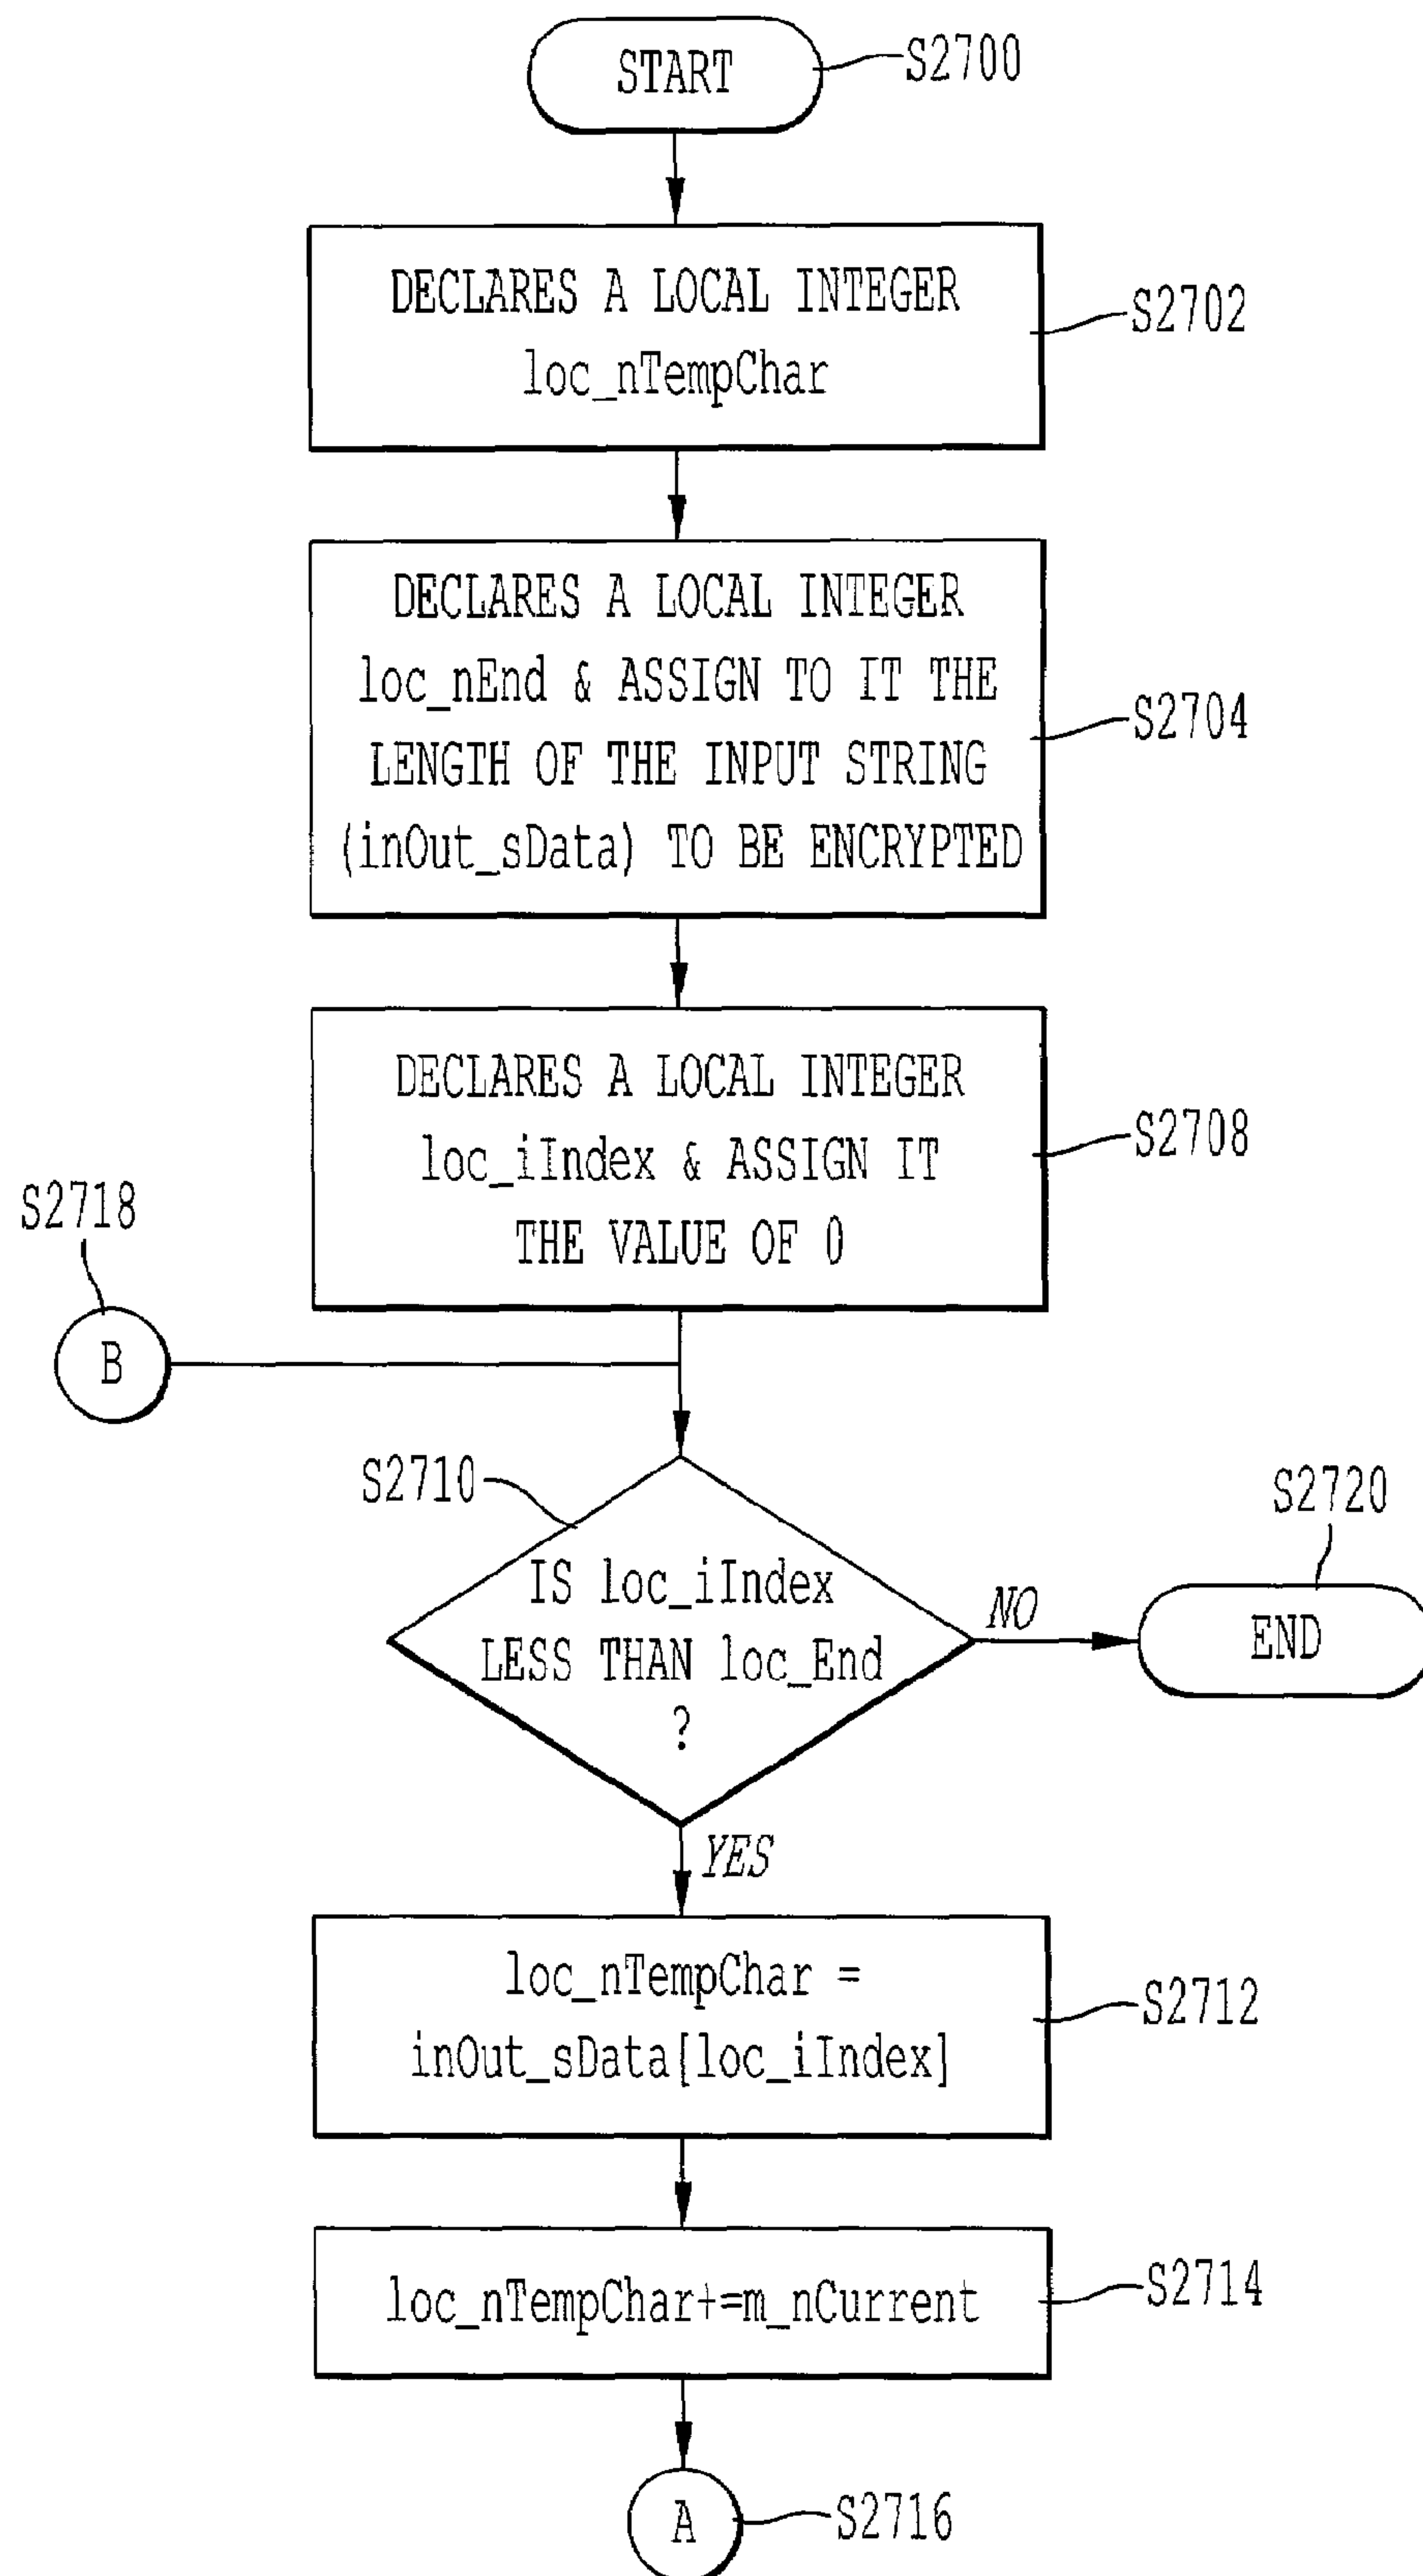 START
S2700
DECLARES A LOCAL INTEGER
loc_nTempChar
S2702
DECLARES A LOCAL INTEGER
loc_nEnd & ASSIGN TO IT THE
LENGTH OF THE INPUT STRING
(inOut_sData) TO BE ENCRYPTED
S2704
DECLARES A LOCAL INTEGER
loc_iIndex & ASSIGN IT
THE VALUE OF 0
S2708
S2718
B
S2710
IS loc_iIndex
LESS THAN loc_End
?
NO
S2720
END
YES
loc_nTempChar =
inOut_sData[loc_iIndex]
S2712
loc_nTempChar+=m_nCurrent
S2714
A
S2716